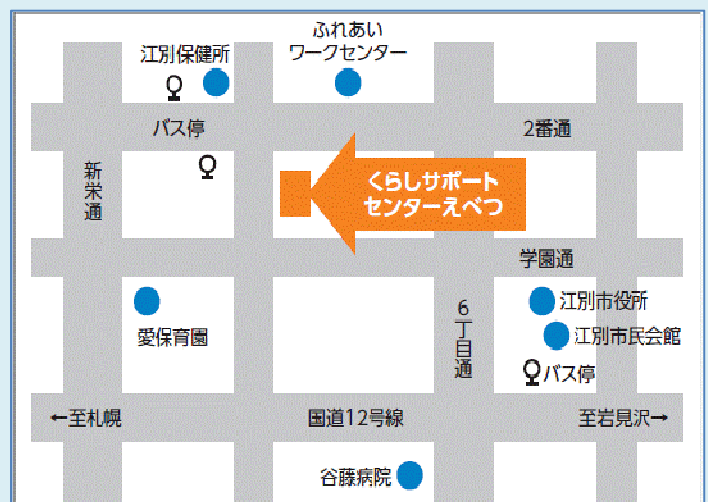 ふれあい
ワークセンター
江別保健所
バス停
2番通
新栄通
くらしサポート
センターえべつ
学園通
江別市役所
6丁目通
愛保育園
江別市民会館
バス停
←至札幌
国道12号線
至岩見沢→
谷藤病院